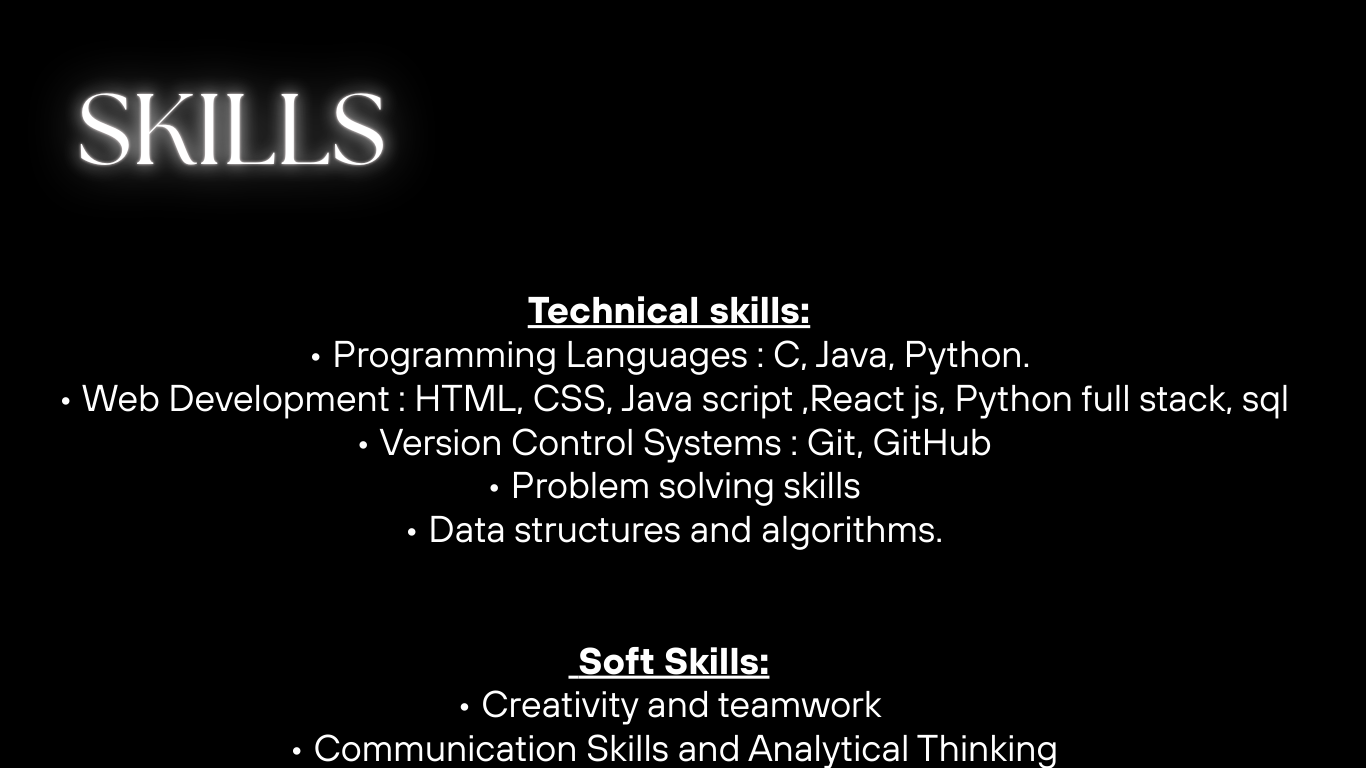 SKILLS
Technical skills:
• Programming Languages : C, Java, Python.
• Web Development : HTML, CSS, Java script ,React js, Python full stack, sql
• Version Control Systems : Git, GitHub
• Problem solving skills
• Data structures and algorithms.
Soft Skills:
• Creativity and teamwork
• Communication Skills and Analytical Thinking